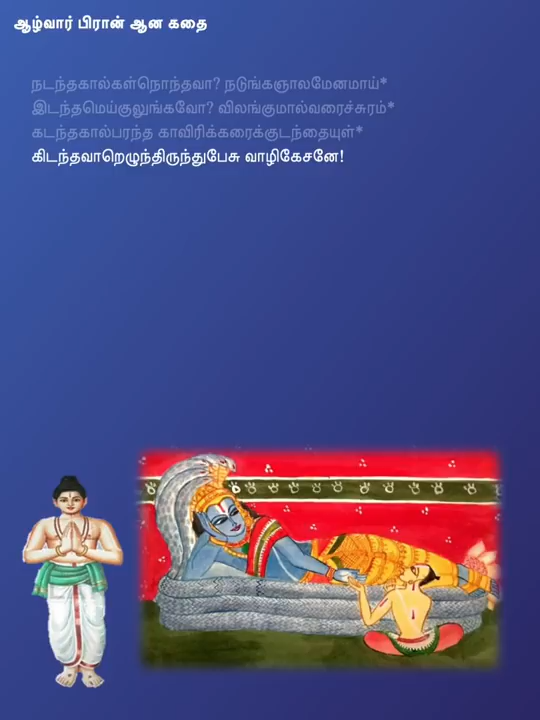 ஆழ்வார் பிரான் ஆன கதை
நடந்தகால்கள்நொந்தவா? நடுங்கஞாலமேனமாய்*
இடந்தமெய்குலுங்கவோ? விலங்குமால்வரைச்சுரம்*
கடந்தகால்பரந்த காவிரிக்கரைக்குடந்தையுள்*
கிடந்தவாறெழுந்திருந்துபேசு வாழிகேசனே!